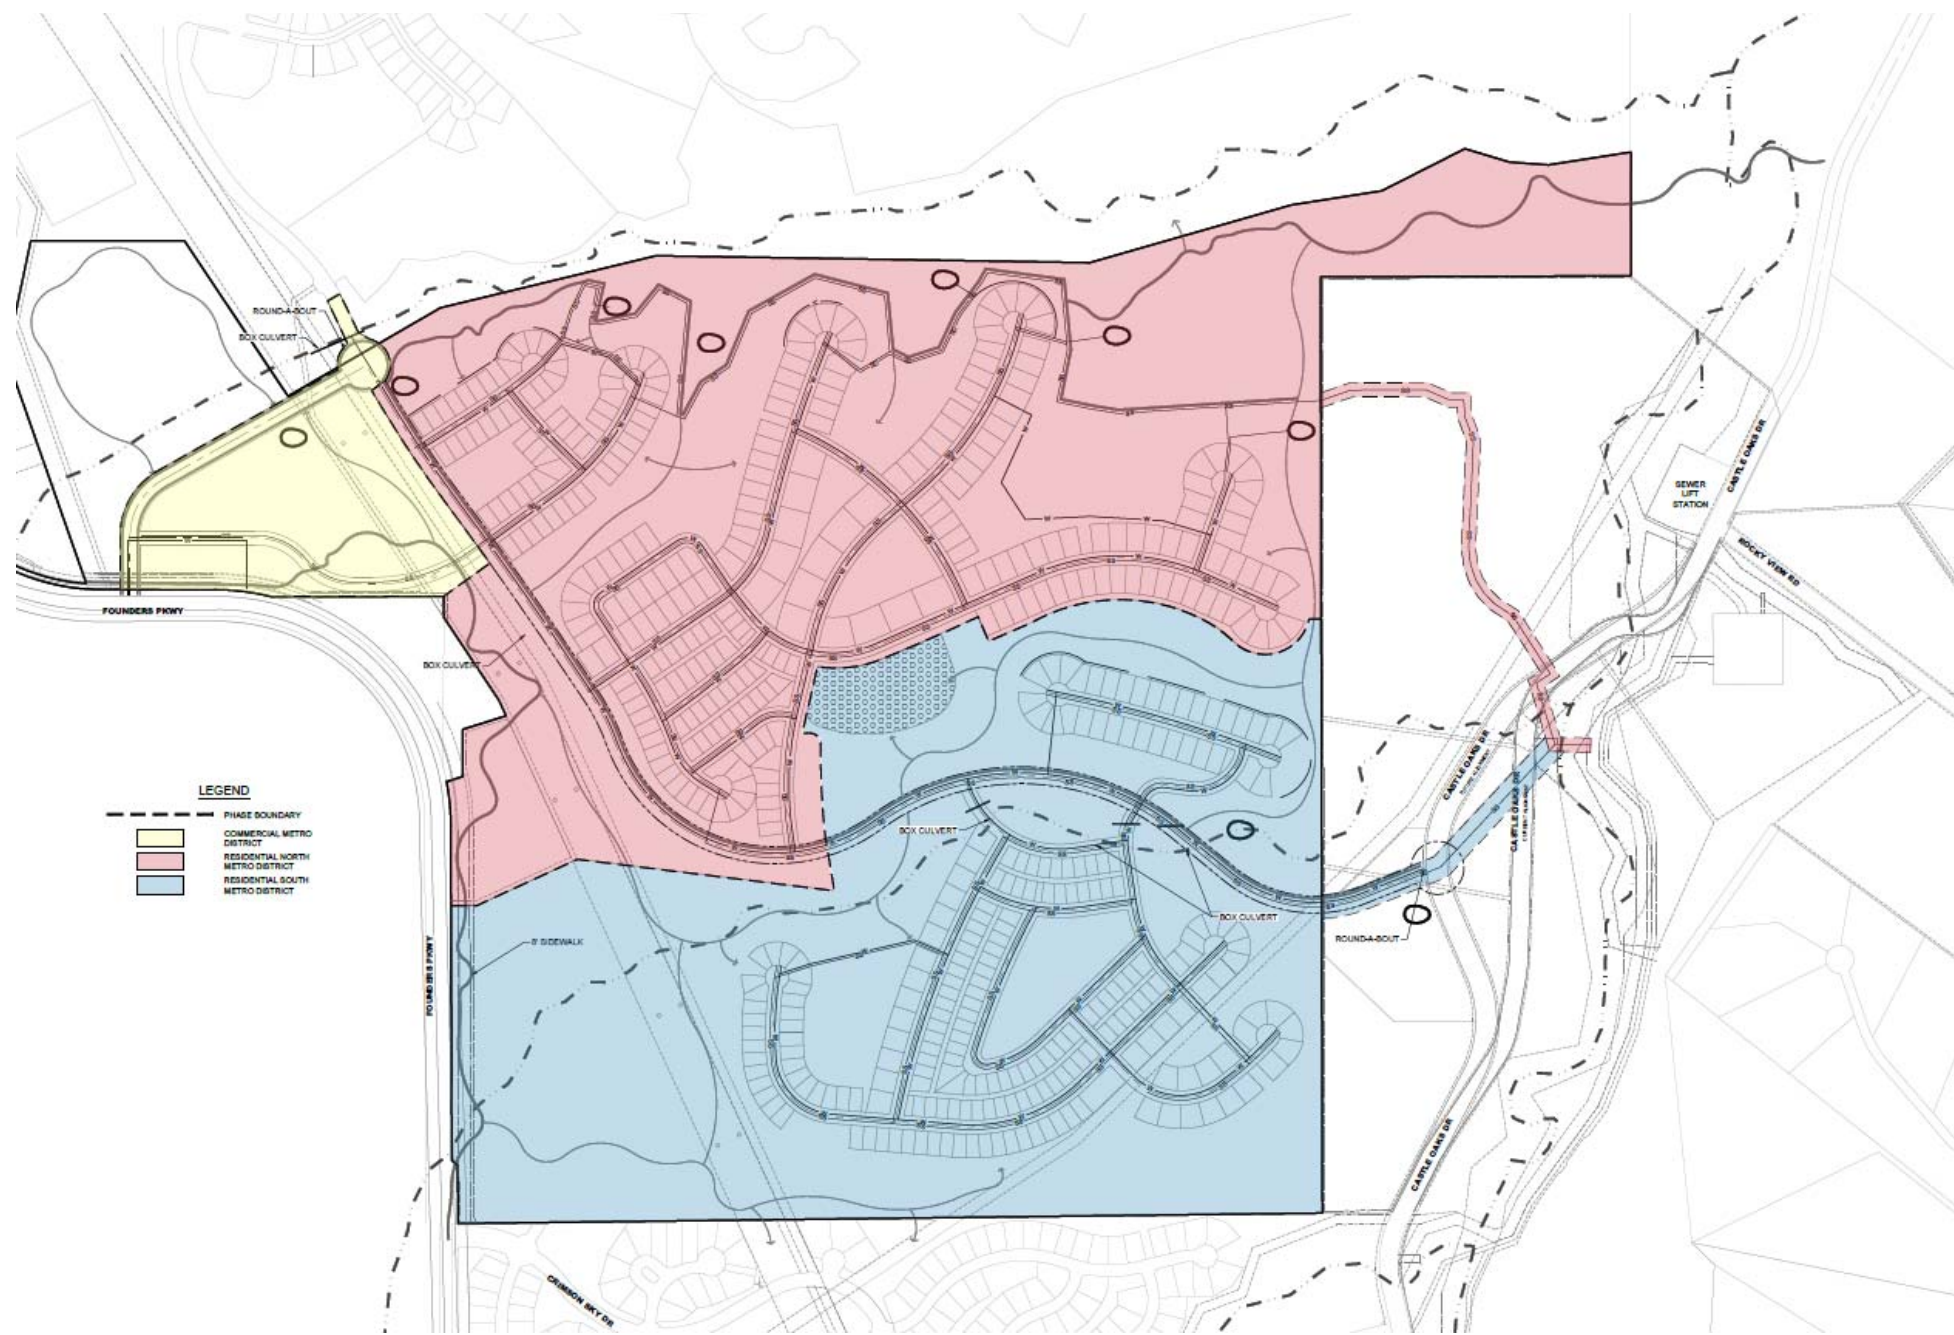 ROUND-A-BOUT
BOX CULVERT
CASTLE OAKS DR
SEWER
LIFT
STATION
ROCKY VIEW RD
FOUNDERS PKWY
BOX CULVERT
CASTLE OAKS DR
CASTLE OAKS DR
LEGEND
PHASE BOUNDARY
COMMERCIAL METRO
DISTRICT
RESIDENTIAL NORTH
METRO DISTRICT
RESIDENTIAL SOUTH
METRO DISTRICT
BOX CULVERT
BOX CULVERT
ROUND-A-BOUT
8' SIDEWALK
FOUNDERS PKWY
CASTLE OAKS DR
CRIMSON SKY DR